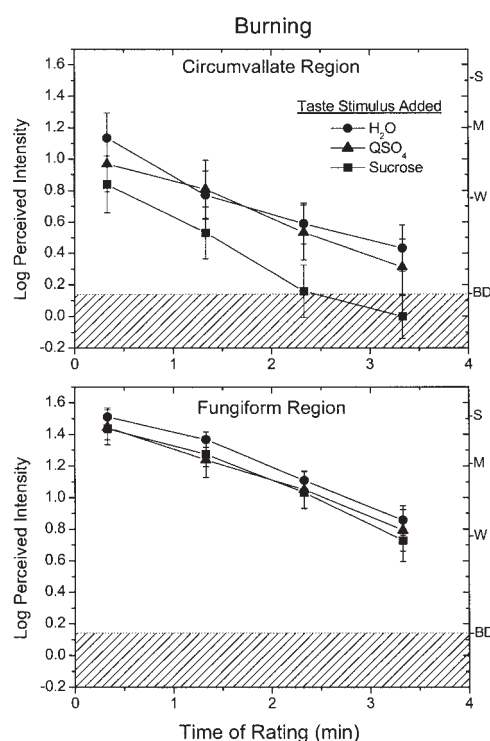 Burning
Circumvallate Region
Taste Stimulus Added
H₂O
QSO₄
Sucrose
Log Perceived Intensity
1.6
1.4
1.2
1.0
0.8
0.6
0.4
0.2
0.0
-0.2
S
M
W
BD
0 1 2 3 4
Fungiform Region
Log Perceived Intensity
1.6
1.4
1.2
1.0
0.8
0.6
0.4
0.2
0.0
-0.2
S
M
W
BD
0 1 2 3 4
Time of Rating (min)